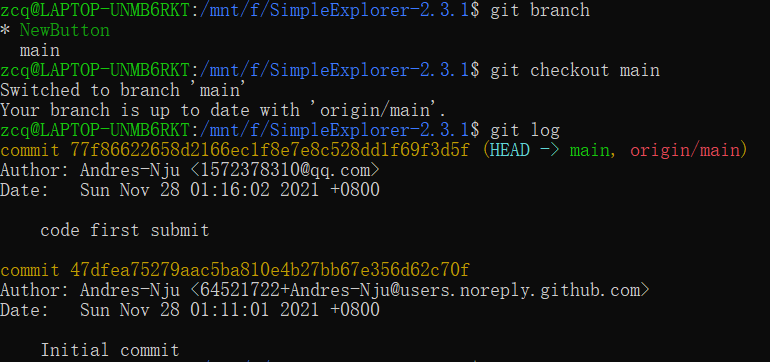 zcq@LAPTOP-UNMB6RKT:/mnt/f/SimpleExplorer-2.3.1$ git branch
* NewButton
  main
zcq@LAPTOP-UNMB6RKT:/mnt/f/SimpleExplorer-2.3.1$ git checkout main
Switched to branch 'main'
Your branch is up to date with 'origin/main'.
zcq@LAPTOP-UNMB6RKT:/mnt/f/SimpleExplorer-2.3.1$ git log
commit 77f86622658d2166ec1f8e7e8c528dd1f69f3d5f (HEAD -> main, origin/main)
Author: Andres-Nju <1572378310@qq.com>
Date:   Sun Nov 28 01:16:02 2021 +0800

    code first submit

commit 47dfea75279aac5ba810e4b27bb67e356d62c70f
Author: Andres-Nju <64521722+Andres-Nju@users.noreply.github.com>
Date:   Sun Nov 28 01:11:01 2021 +0800

    Initial commit